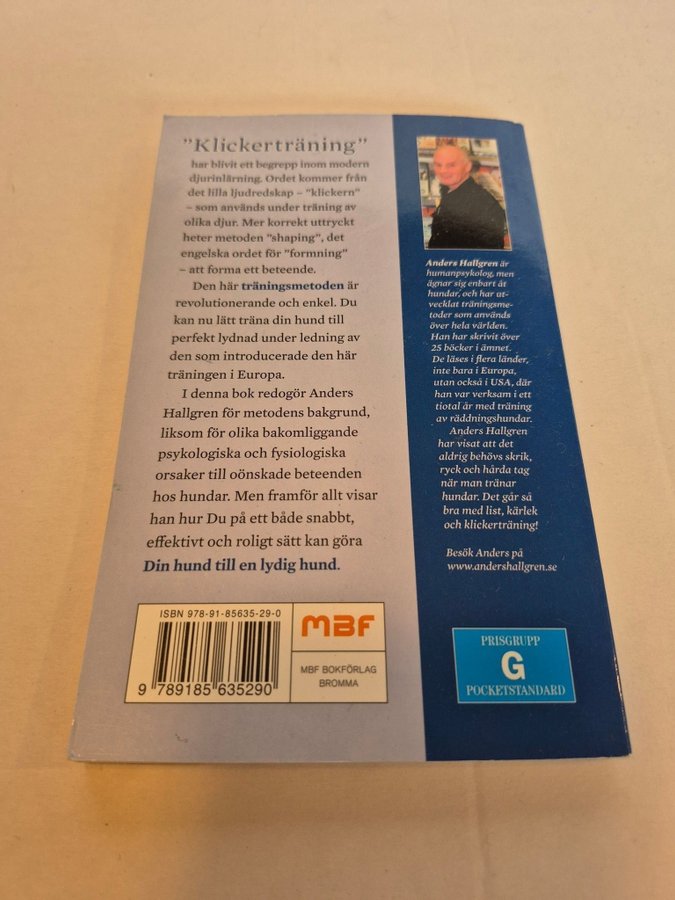 "Klickerträning"
har blivit ett begrepp inom modern
djurinlärning. Ordet kommer från
det lilla ljudredskap – "klickern"
– som används under träning av
olika djur. Mer korrekt uttryckt
heter metoden "shaping", det
engelska ordet för "formning"
– att forma ett beteende.
Den här träningsmetoden är
revolutionerande och enkel. Du
kan nu lätt träna din hund till
perfekt lydnad under ledning av
den som introducerade den här
träningen i Europa.
I denna bok redogör Anders
Hallgren för metodens bakgrund,
liksom för olika bakomliggande
psykologiska och fysiologiska
orsaker till oönskade beteenden
hos hundar. Men framför allt visar
han hur Du på ett både snabbt,
effektivt och roligt sätt kan göra
Din hund till en lydig hund.
ISBN 978-91-85635-29-0
9 789185 635290
MBF
MBF BOKFÖRLAG
BROMMA
Anders Hallgren är
humanpsykolog, men
ägnar sig enbart åt
hundar, och har ut-
vecklat träningsme-
toder som används
över hela världen.
Han har skrivit över
25 böcker i ämnet.
De läses i flera länder,
inte bara i Europa,
utan också i USA, där
han var verksam i ett
tiotal år med träning
av räddningshundar.
Anders Hallgren
har visat att det
aldrig behövs skrik,
ryck och hårda tag
när man tränar
hundar. Det går så
bra med list, kärlek
och klickerträning!
Besök Anders på
www.andershallgren.se
PRISGRUPP
G
POCKETSTANDARD